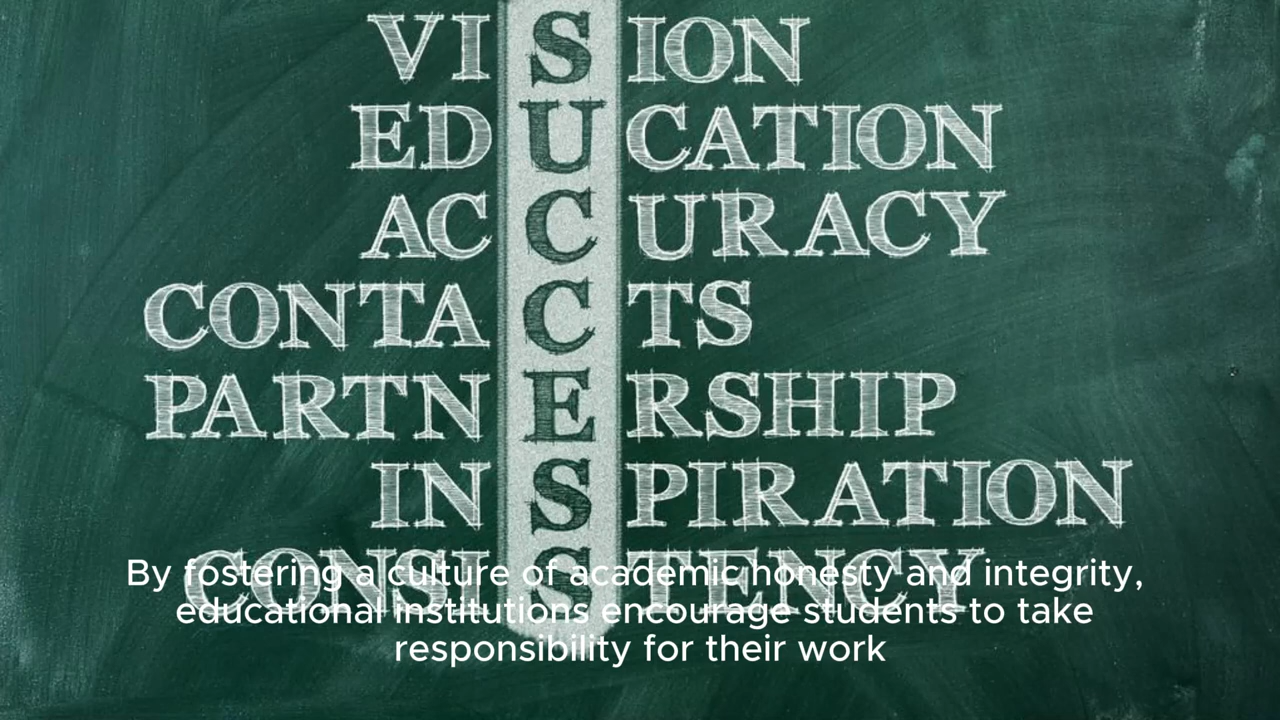 VISION
EDUCATION
ACCURACY
CONTACTS
PARTNERSHIP
INSPIRATION
CONSISTENCY
By fostering a culture of academic honesty and integrity,
educational institutions encourage students to take
responsibility for their work